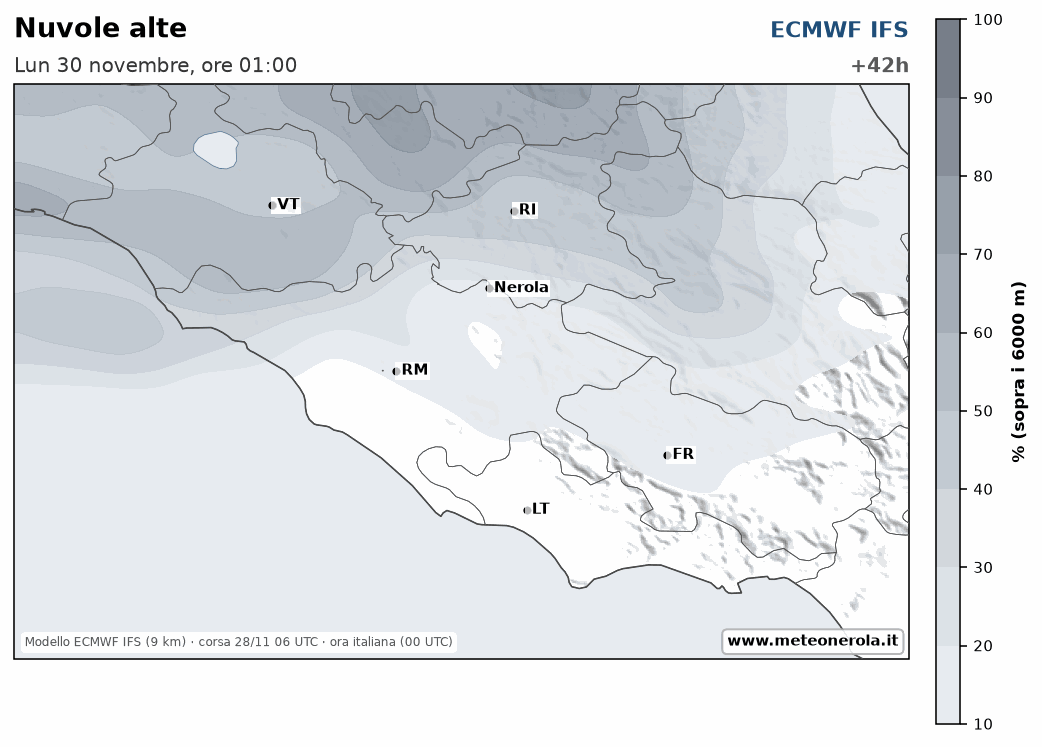 Nuvole alte
ECMWF IFS
Lun 30 novembre, ore 01:00
+42h
VT
RI
Nerola
RM
FR
LT
Modello ECMWF IFS (9 km) · corsa 28/11 06 UTC · ora italiana (00 UTC)
www.meteonerola.it
100
90
80
70
60
50
40
30
20
10
% (sopra i 6000 m)